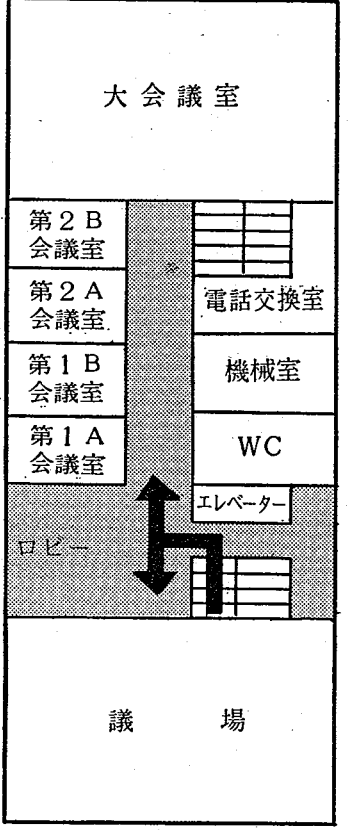 大会議室
第2B
会議室
第2A
会議室
電話交換室
第1B
会議室
機械室
第1A
会議室
WC
エレベーター
ロビー
議場